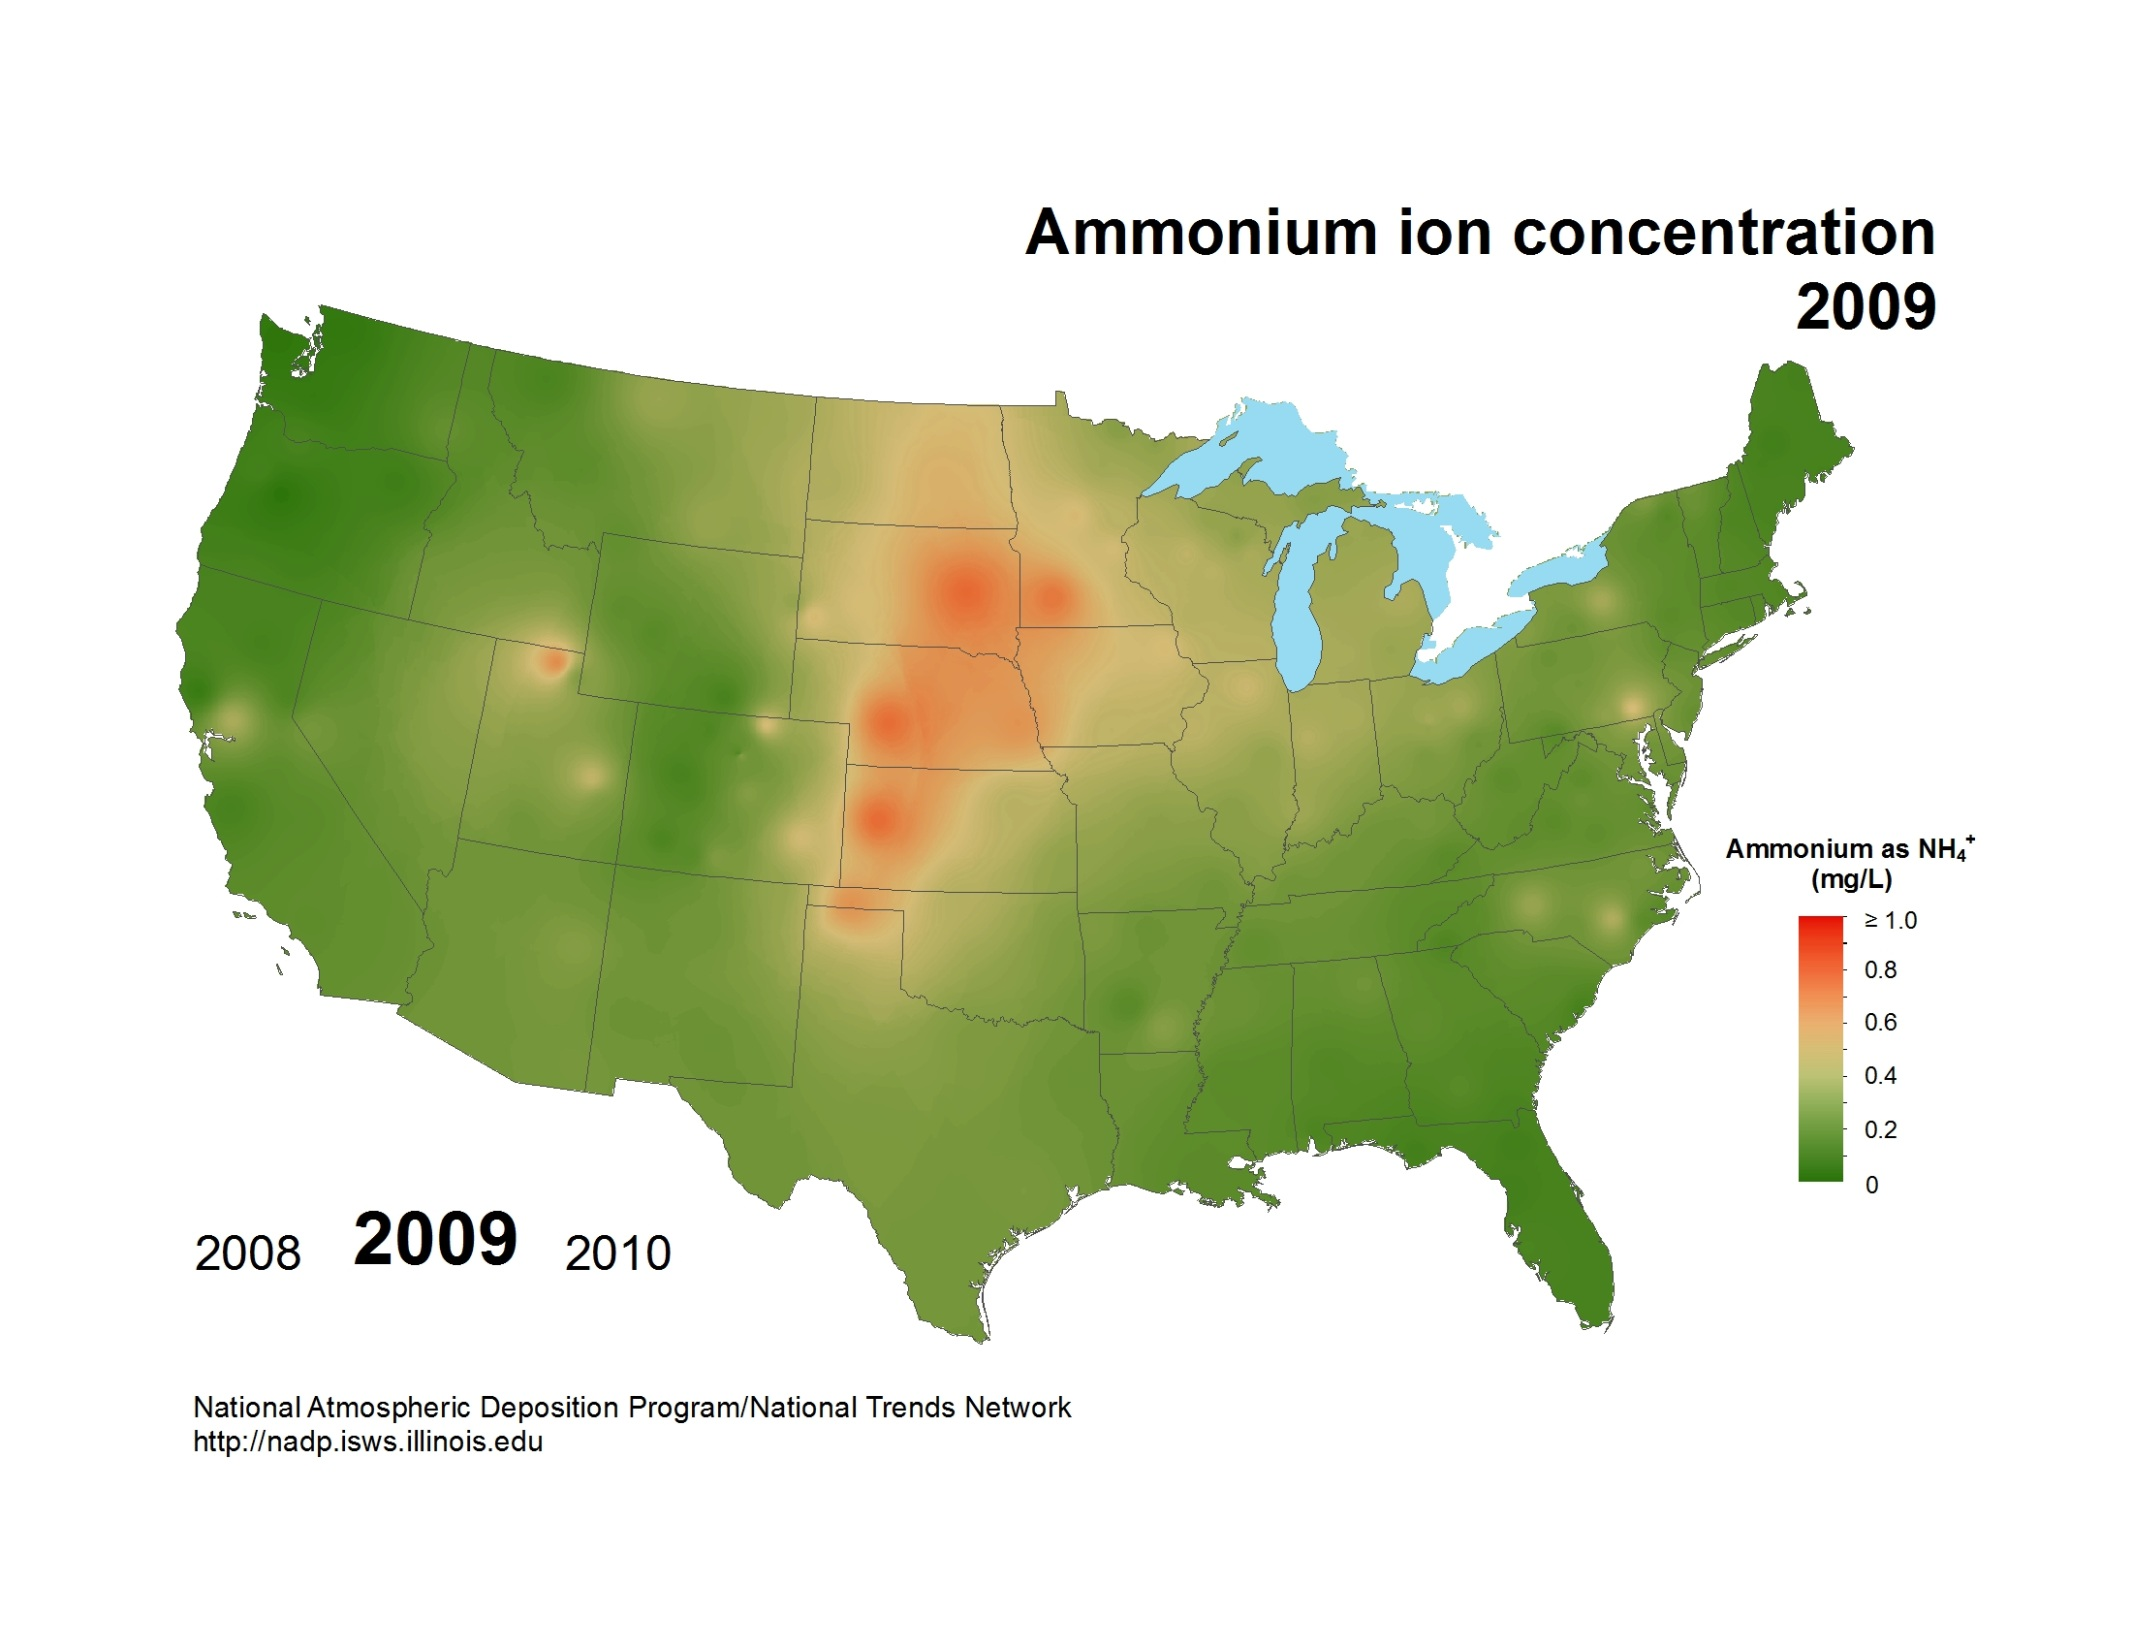 Ammonium ion concentration
2009
Ammonium as NH₄⁺
(mg/L)
≥ 1.0
0.8
0.6
0.4
0.2
0
2008 2009 2010
National Atmospheric Deposition Program/National Trends Network
http://nadp.isws.illinois.edu